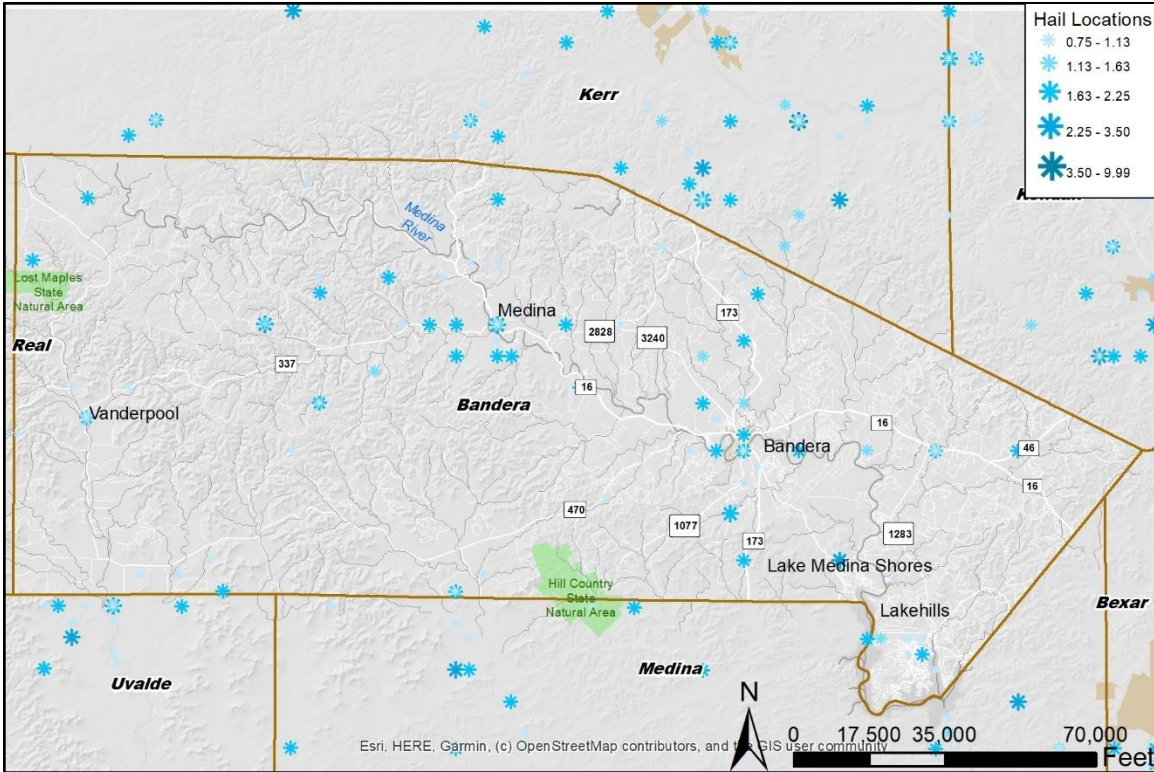 Hail Locations
0.75 - 1.13
1.13 - 1.63
1.63 - 2.25
2.25 - 3.50
3.50 - 9.99
Kerr
Medina
River
Lost Maples
State
Natural Area
Real
Medina
2828
3240
173
337
16
Bandera
Vanderpool
16
46
Bandera
16
470
1077
173
1283
Lake Medina Shores
Hill Country
State
Natural Area
Lakehills
Bexar
Uvalde
Medina
N
0 17,500 35,000 70,000
Feet
Esri, HERE, Garmin, (c) OpenStreetMap contributors, and the GIS user community